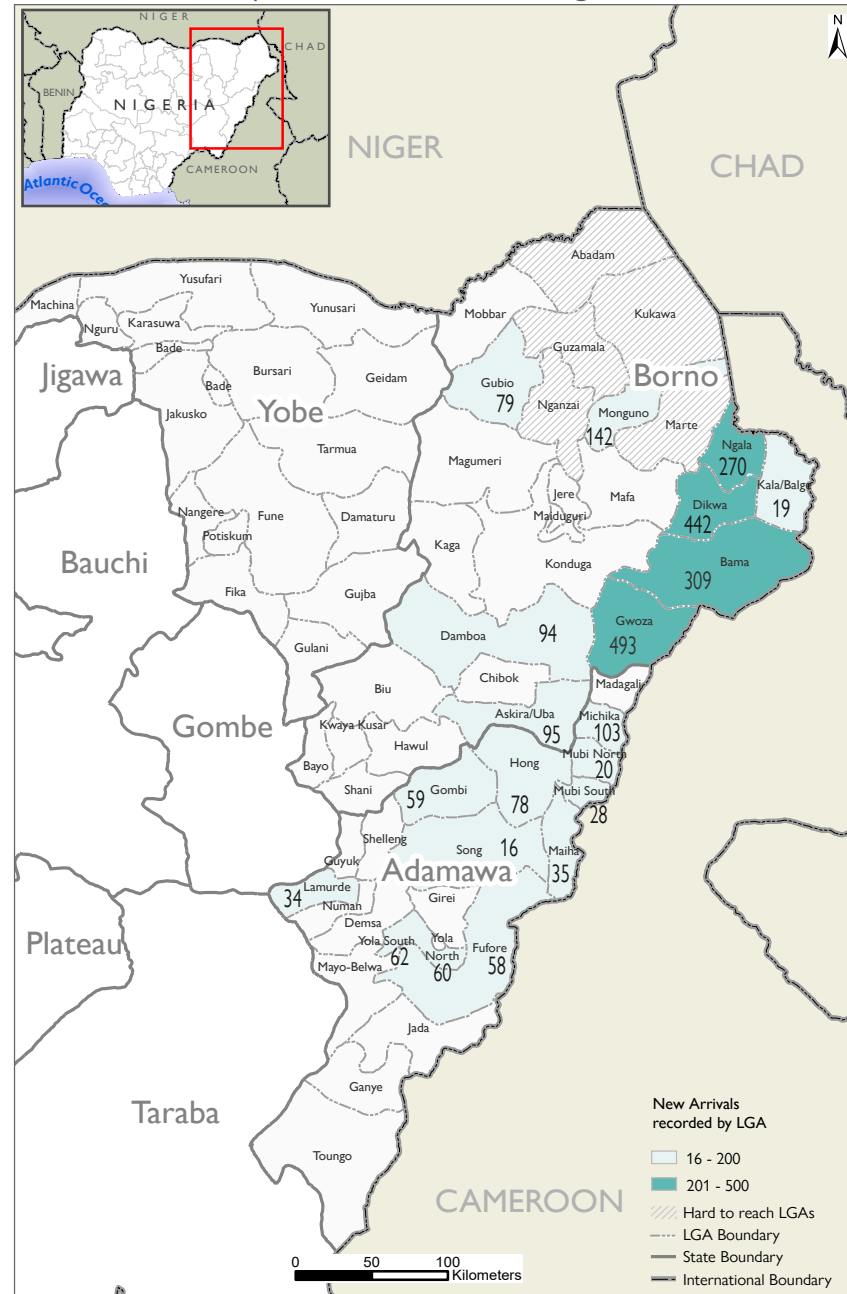 N
NIGER
CHAD
BENIN
NIGERIA
CAMEROON
Atlantic Oce
NIGER
CHAD
Abadam
Yusufari
Machina
Yunusari
Mobbar
Kukawa
Karasuwa
Nguru
Guzamala
Bade
Jigawa
Bursari
Geidam
Gubio
79
Borno
Bade
Yobe
Nganzai
Monguno
142
Jakusko
Marte
Ngala
270
Tarmua
Magumeri
Kala/Balge
19
Jere
Mafa
Dikwa
442
Nangere
Fune
Damaturu
Maiduguri
Potiskum
Kaga
Bauchi
Konduga
Bama
309
Fika
Gujba
Gwoza
493
Damboa
94
Gulani
Chibok
Madagali
Biu
Askira/Uba
95
Michika
103
Gombe
Kwaya Kusar
Hawul
Mubi North
20
Bayo
Hong
78
Shani
Gombi
59
Mubi South
28
Shelleng
Song
16
Maiha
35
Guyuk
Adamawa
Lamurde
34
Girei
Numan
Demsa
Plateau
Yola South
62
Yola
North
60
Fufore
58
Mayo-Belwa
Jada
Ganye
Taraba
Toungo
CAMEROON
New Arrivals
recorded by LGA
16 - 200
201 - 500
Hard to reach LGAs
LGA Boundary
State Boundary
International Boundary
0 50 100
Kilometers